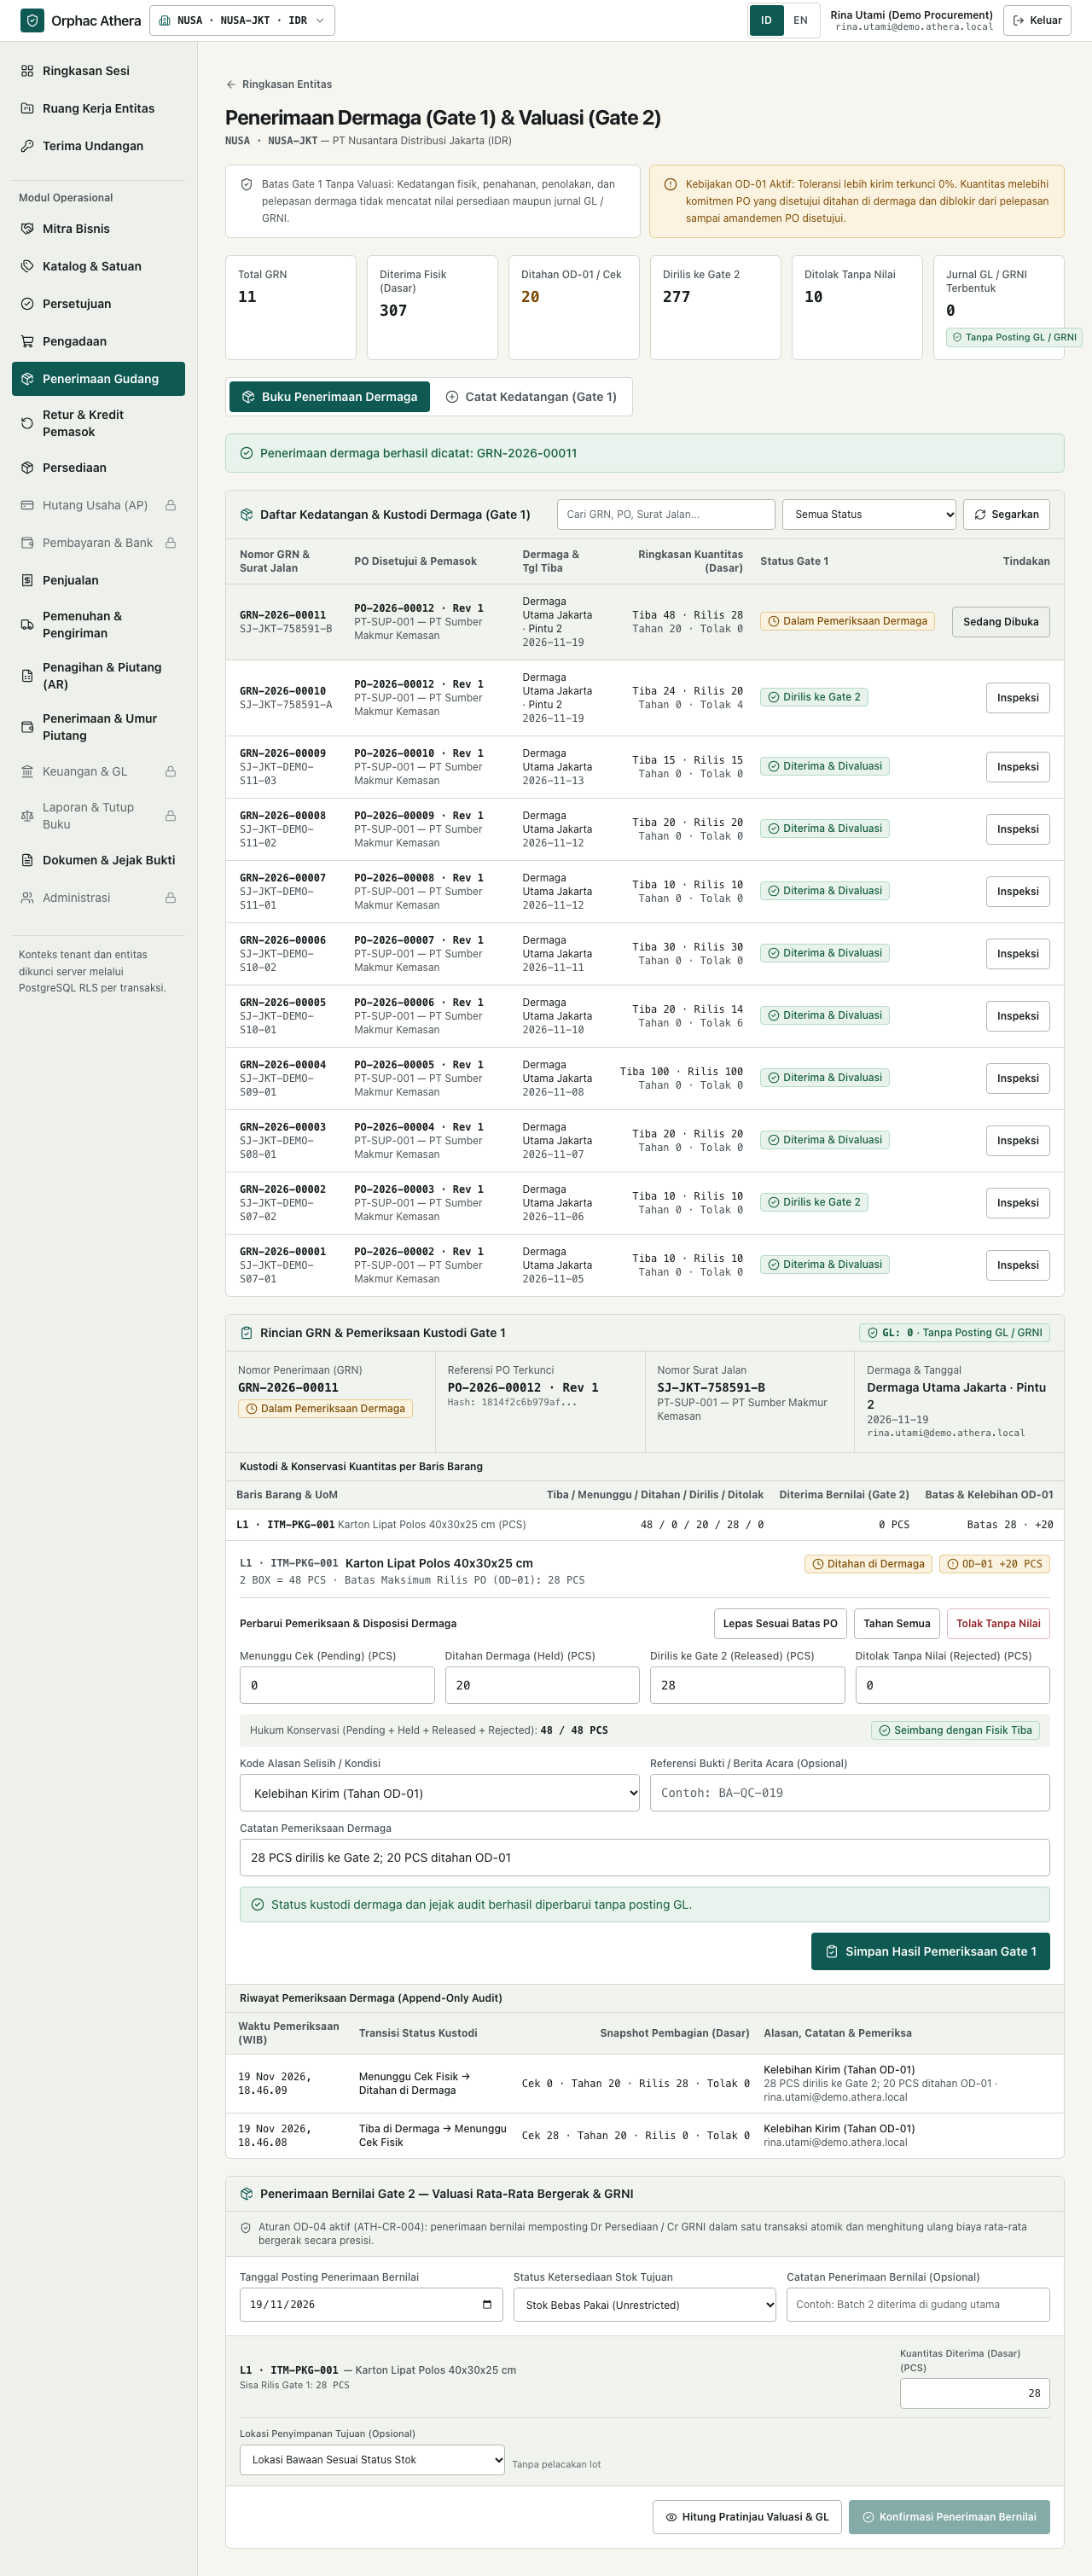 Orphac Athera
NUSA · NUSA-JKT · IDR
ID
EN
Rina Utami (Demo Procurement)
rina.utami@demo.athera.local
Keluar
Ringkasan Sesi
Ruang Kerja Entitas
Terima Undangan
Modul Operasional
Mitra Bisnis
Katalog & Satuan
Persetujuan
Pengadaan
Penerimaan Gudang
Retur & Kredit
Pemasok
Persediaan
Hutang Usaha (AP)
Pembayaran & Bank
Penjualan
Pemenuhan &
Pengiriman
Penagihan & Piutang
(AR)
Penerimaan & Umur
Piutang
Keuangan & GL
Laporan & Tutup
Buku
Dokumen & Jejak Bukti
Administrasi
Konteks tenant dan entitas
dikunci server melalui
PostgreSQL RLS per transaksi.
Ringkasan Entitas
Penerimaan Dermaga (Gate 1) & Valuasi (Gate 2)
NUSA · NUSA-JKT — PT Nusantara Distribusi Jakarta (IDR)
Batas Gate 1 Tanpa Valuasi: Kedatangan fisik, penahanan, penolakan, dan
pelepasan dermaga tidak mencatat nilai persediaan maupun jurnal GL /
GRNI.
Kebijakan OD-01 Aktif: Toleransi lebih kirim terkunci 0%. Kuantitas melebihi
komitmen PO yang disetujui ditahan di dermaga dan diblokir dari pelepasan
sampai amandemen PO disetujui.
Total GRN
11
Diterima Fisik
(Dasar)
307
Ditahan OD-01 / Cek
20
Dirilis ke Gate 2
277
Ditolak Tanpa Nilai
10
Jurnal GL / GRNI
Terbentuk
0
Tanpa Posting GL / GRNI
Buku Penerimaan Dermaga
Catat Kedatangan (Gate 1)
Penerimaan dermaga berhasil dicatat: GRN-2026-00011
Daftar Kedatangan & Kustodi Dermaga (Gate 1)
Cari GRN, PO, Surat Jalan...
Semua Status
Segarkan
Nomor GRN &
Surat Jalan
PO Disetujui & Pemasok
Dermaga &
Tgl Tiba
Ringkasan Kuantitas
(Dasar)
Status Gate 1
Tindakan
GRN-2026-00011
SJ-JKT-758591-B
PO-2026-00012 · Rev 1
PT-SUP-001 — PT Sumber
Makmur Kemasan
Dermaga
Utama Jakarta
· Pintu 2
2026-11-19
Tiba 48 · Rilis 28
Tahan 20 · Tolak 0
Dalam Pemeriksaan Dermaga
Sedang Dibuka
GRN-2026-00010
SJ-JKT-758591-A
PO-2026-00012 · Rev 1
PT-SUP-001 — PT Sumber
Makmur Kemasan
Dermaga
Utama Jakarta
· Pintu 2
2026-11-19
Tiba 24 · Rilis 20
Tahan 0 · Tolak 4
Dirilis ke Gate 2
Inspeksi
GRN-2026-00009
SJ-JKT-DEMO-
S11-03
PO-2026-00010 · Rev 1
PT-SUP-001 — PT Sumber
Makmur Kemasan
Dermaga
Utama Jakarta
2026-11-13
Tiba 15 · Rilis 15
Tahan 0 · Tolak 0
Diterima & Divaluasi
Inspeksi
GRN-2026-00008
SJ-JKT-DEMO-
S11-02
PO-2026-00009 · Rev 1
PT-SUP-001 — PT Sumber
Makmur Kemasan
Dermaga
Utama Jakarta
2026-11-12
Tiba 20 · Rilis 20
Tahan 0 · Tolak 0
Diterima & Divaluasi
Inspeksi
GRN-2026-00007
SJ-JKT-DEMO-
S11-01
PO-2026-00008 · Rev 1
PT-SUP-001 — PT Sumber
Makmur Kemasan
Dermaga
Utama Jakarta
2026-11-12
Tiba 10 · Rilis 10
Tahan 0 · Tolak 0
Diterima & Divaluasi
Inspeksi
GRN-2026-00006
SJ-JKT-DEMO-
S10-02
PO-2026-00007 · Rev 1
PT-SUP-001 — PT Sumber
Makmur Kemasan
Dermaga
Utama Jakarta
2026-11-11
Tiba 30 · Rilis 30
Tahan 0 · Tolak 0
Diterima & Divaluasi
Inspeksi
GRN-2026-00005
SJ-JKT-DEMO-
S10-01
PO-2026-00006 · Rev 1
PT-SUP-001 — PT Sumber
Makmur Kemasan
Dermaga
Utama Jakarta
2026-11-10
Tiba 20 · Rilis 14
Tahan 0 · Tolak 6
Diterima & Divaluasi
Inspeksi
GRN-2026-00004
SJ-JKT-DEMO-
S09-01
PO-2026-00005 · Rev 1
PT-SUP-001 — PT Sumber
Makmur Kemasan
Dermaga
Utama Jakarta
2026-11-08
Tiba 100 · Rilis 100
Tahan 0 · Tolak 0
Diterima & Divaluasi
Inspeksi
GRN-2026-00003
SJ-JKT-DEMO-
S08-01
PO-2026-00004 · Rev 1
PT-SUP-001 — PT Sumber
Makmur Kemasan
Dermaga
Utama Jakarta
2026-11-07
Tiba 20 · Rilis 20
Tahan 0 · Tolak 0
Diterima & Divaluasi
Inspeksi
GRN-2026-00002
SJ-JKT-DEMO-
S07-02
PO-2026-00003 · Rev 1
PT-SUP-001 — PT Sumber
Makmur Kemasan
Dermaga
Utama Jakarta
2026-11-06
Tiba 10 · Rilis 10
Tahan 0 · Tolak 0
Dirilis ke Gate 2
Inspeksi
GRN-2026-00001
SJ-JKT-DEMO-
S07-01
PO-2026-00002 · Rev 1
PT-SUP-001 — PT Sumber
Makmur Kemasan
Dermaga
Utama Jakarta
2026-11-05
Tiba 10 · Rilis 10
Tahan 0 · Tolak 0
Diterima & Divaluasi
Inspeksi
Rincian GRN & Pemeriksaan Kustodi Gate 1
GL: 0 · Tanpa Posting GL / GRNI
Nomor Penerimaan (GRN)
GRN-2026-00011
Dalam Pemeriksaan Dermaga
Referensi PO Terkunci
PO-2026-00012 · Rev 1
Hash: 1814f2c6b979af...
Nomor Surat Jalan
SJ-JKT-758591-B
PT-SUP-001 — PT Sumber Makmur
Kemasan
Dermaga & Tanggal
Dermaga Utama Jakarta · Pintu
2
2026-11-19
rina.utami@demo.athera.local
Kustodi & Konservasi Kuantitas per Baris Barang
Baris Barang & UoM
Tiba / Menunggu / Ditahan / Dirilis / Ditolak
Diterima Bernilai (Gate 2)
Batas & Kelebihan OD-01
L1 · ITM-PKG-001 Karton Lipat Polos 40x30x25 cm (PCS)
48 / 0 / 20 / 28 / 0
0 PCS
Batas 28 · +20
L1 · ITM-PKG-001 Karton Lipat Polos 40x30x25 cm
2 BOX = 48 PCS · Batas Maksimum Rilis PO (OD-01): 28 PCS
Ditahan di Dermaga
OD-01 +20 PCS
Perbarui Pemeriksaan & Disposisi Dermaga
Lepas Sesuai Batas PO
Tahan Semua
Tolak Tanpa Nilai
Menunggu Cek (Pending) (PCS)
0
Ditahan Dermaga (Held) (PCS)
20
Dirilis ke Gate 2 (Released) (PCS)
28
Ditolak Tanpa Nilai (Rejected) (PCS)
0
Hukum Konservasi (Pending + Held + Released + Rejected): 48 / 48 PCS
Seimbang dengan Fisik Tiba
Kode Alasan Selisih / Kondisi
Kelebihan Kirim (Tahan OD-01)
Referensi Bukti / Berita Acara (Opsional)
Contoh: BA-QC-019
Catatan Pemeriksaan Dermaga
28 PCS dirilis ke Gate 2; 20 PCS ditahan OD-01
Status kustodi dermaga dan jejak audit berhasil diperbarui tanpa posting GL.
Simpan Hasil Pemeriksaan Gate 1
Riwayat Pemeriksaan Dermaga (Append-Only Audit)
Waktu Pemeriksaan
(WIB)
Transisi Status Kustodi
Snapshot Pembagian (Dasar)
Alasan, Catatan & Pemeriksa
19 Nov 2026,
18.46.09
Menunggu Cek Fisik →
Ditahan di Dermaga
Cek 0 · Tahan 20 · Rilis 28 · Tolak 0
Kelebihan Kirim (Tahan OD-01)
28 PCS dirilis ke Gate 2; 20 PCS ditahan OD-01 ·
rina.utami@demo.athera.local
19 Nov 2026,
18.46.08
Tiba di Dermaga → Menunggu
Cek Fisik
Cek 28 · Tahan 20 · Rilis 0 · Tolak 0
Kelebihan Kirim (Tahan OD-01)
rina.utami@demo.athera.local
Penerimaan Bernilai Gate 2 — Valuasi Rata-Rata Bergerak & GRNI
Aturan OD-04 aktif (ATH-CR-004): penerimaan bernilai memposting Dr Persediaan / Cr GRNI dalam satu transaksi atomik dan menghitung ulang biaya rata-rata
bergerak secara presisi.
Tanggal Posting Penerimaan Bernilai
19/11/2026
Status Ketersediaan Stok Tujuan
Stok Bebas Pakai (Unrestricted)
Catatan Penerimaan Bernilai (Opsional)
Contoh: Batch 2 diterima di gudang utama
L1 · ITM-PKG-001 — Karton Lipat Polos 40x30x25 cm
Sisa Rilis Gate 1: 28 PCS
Kuantitas Diterima (Dasar)
(PCS)
28
Lokasi Penyimpanan Tujuan (Opsional)
Lokasi Bawaan Sesuai Status Stok
Tanpa pelacakan lot
Hitung Pratinjau Valuasi & GL
Konfirmasi Penerimaan Bernilai